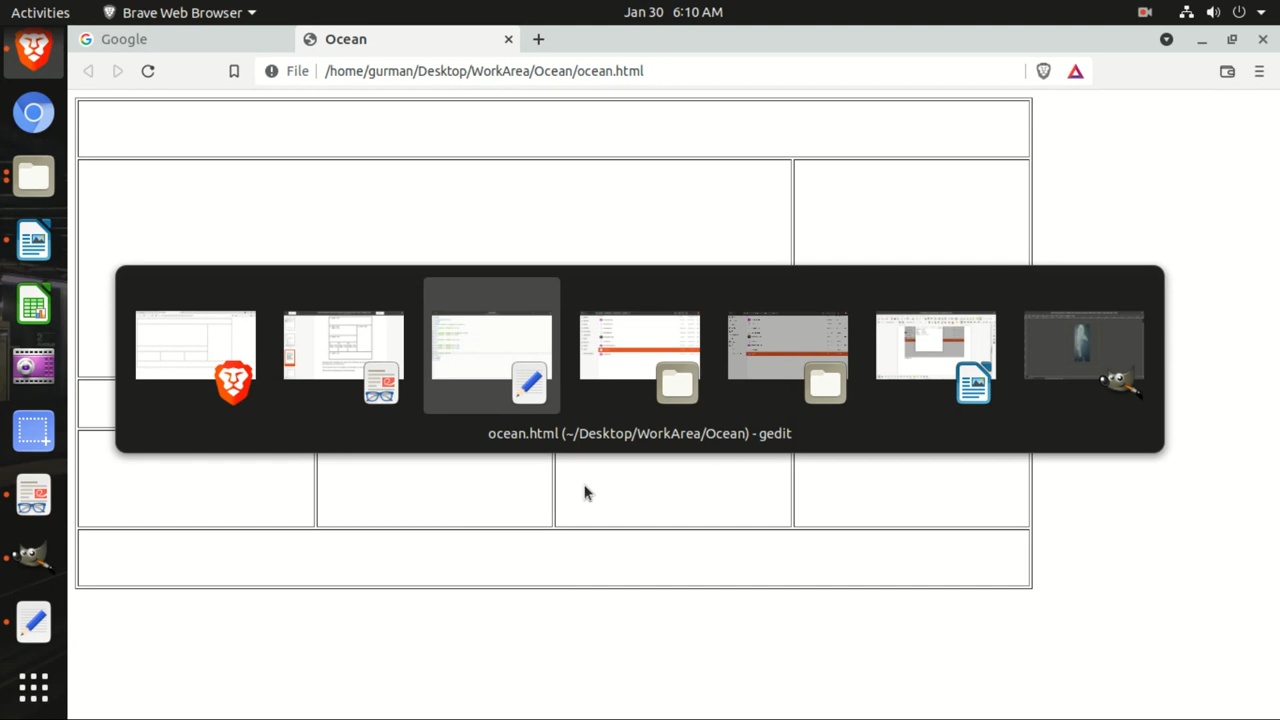 Activities
Brave Web Browser
Jan 30 6:10 AM
Google
Ocean
File
/home/gurman/Desktop/WorkArea/Ocean/ocean.html
ocean.html (~/Desktop/WorkArea/Ocean) - gedit